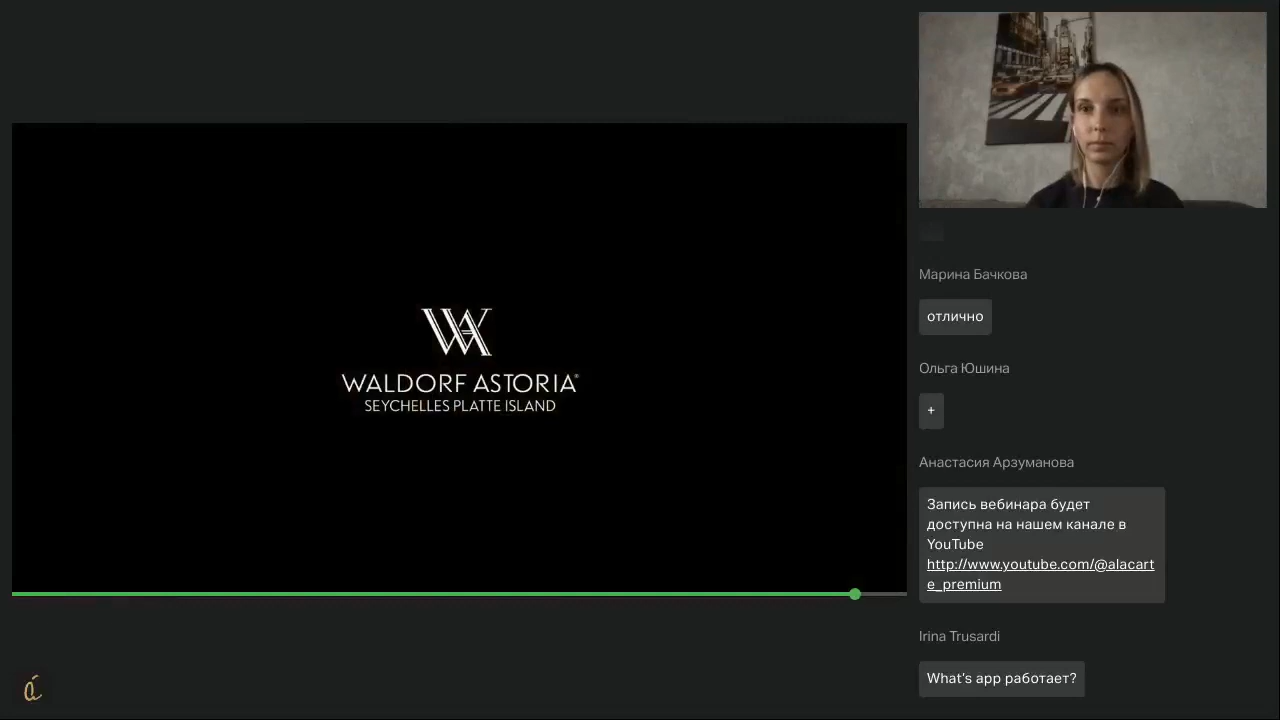 WALDORF ASTORIA®
SEYCHELLES PLATTE ISLAND
Марина Бачкова
отлично
Ольга Юшина
+
Анастасия Арзуманова
Запись вебинара будет
доступна на нашем канале в
YouTube
http://www.youtube.com/@alacart
e_premium
Irina Trusardi
What's app работает?
á